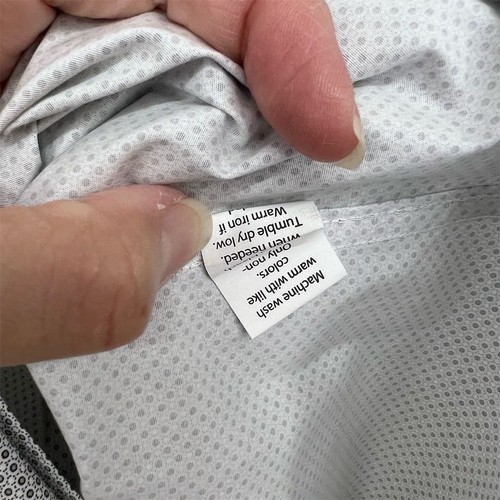 Machine wash
warm with like
colors.
Only non-
when needed.
Tumble dry low.
Warm iron if